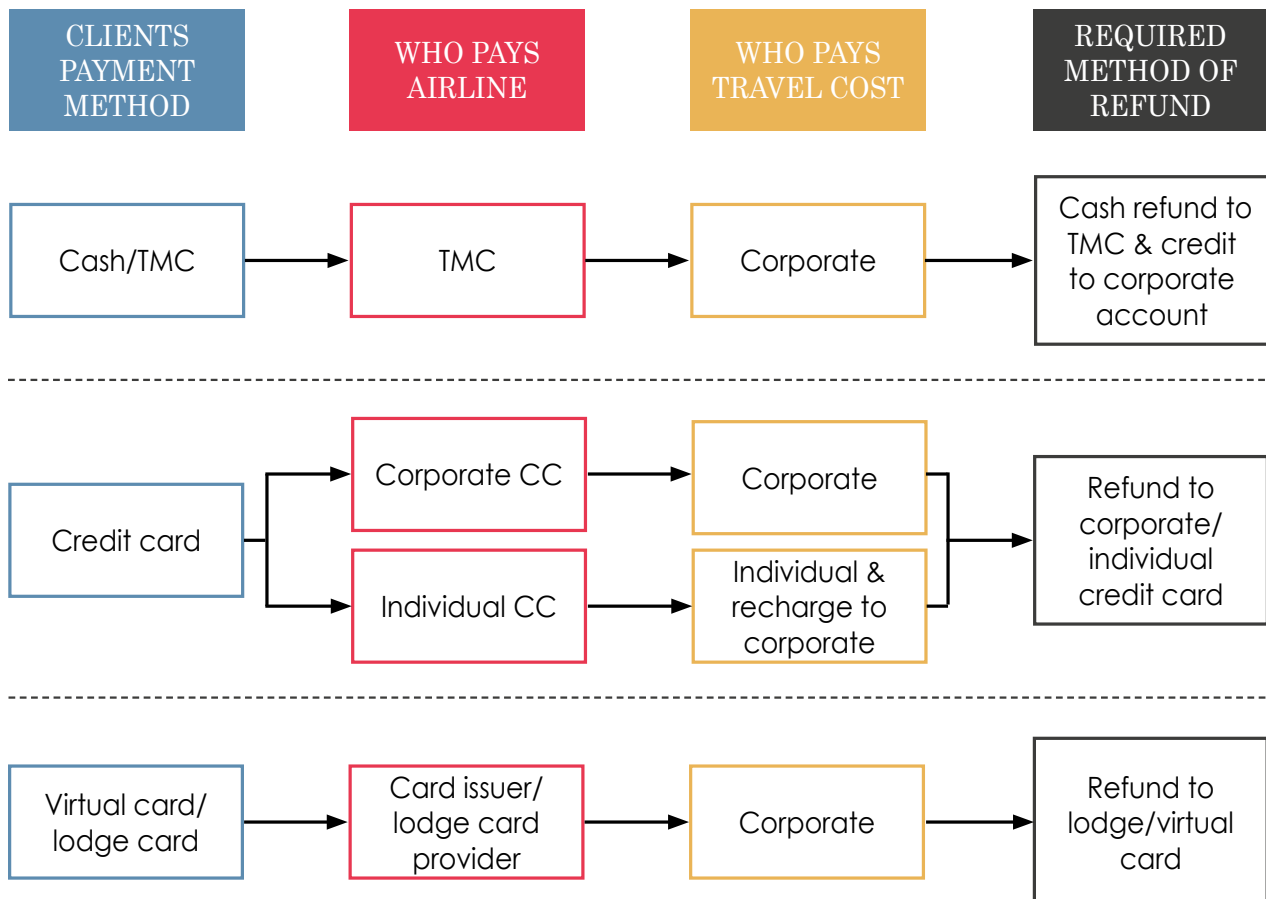 CLIENTS
PAYMENT
METHOD
WHO PAYS
AIRLINE
WHO PAYS
TRAVEL COST
REQUIRED
METHOD OF
REFUND
Cash/TMC
TMC
Corporate
Cash refund to
TMC & credit
to corporate
account
Credit card
Corporate CC
Corporate
Individual CC
Individual &
recharge to
corporate
Refund to
corporate/
individual
credit card
Virtual card/
lodge card
Card issuer/
lodge card
provider
Corporate
Refund to
lodge/virtual
card